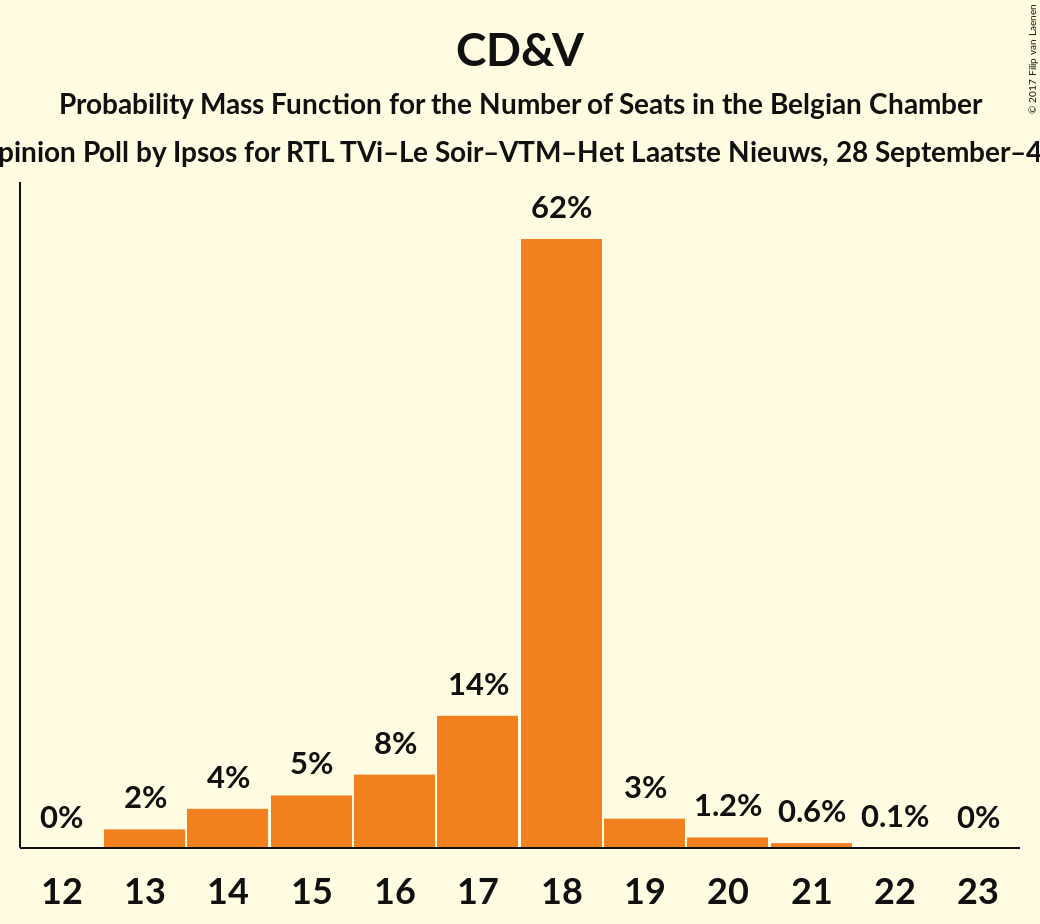 CD&V
Probability Mass Function for the Number of Seats in the Belgian Chamber
pinion Poll by Ipsos for RTL TVi–Le Soir–VTM–Het Laatste Nieuws, 28 September–4
© 2017 Filip van Laenen
0% 2% 4% 5% 8% 14% 62% 3% 1.2% 0.6% 0.1% 0%
12 13 14 15 16 17 18 19 20 21 22 23